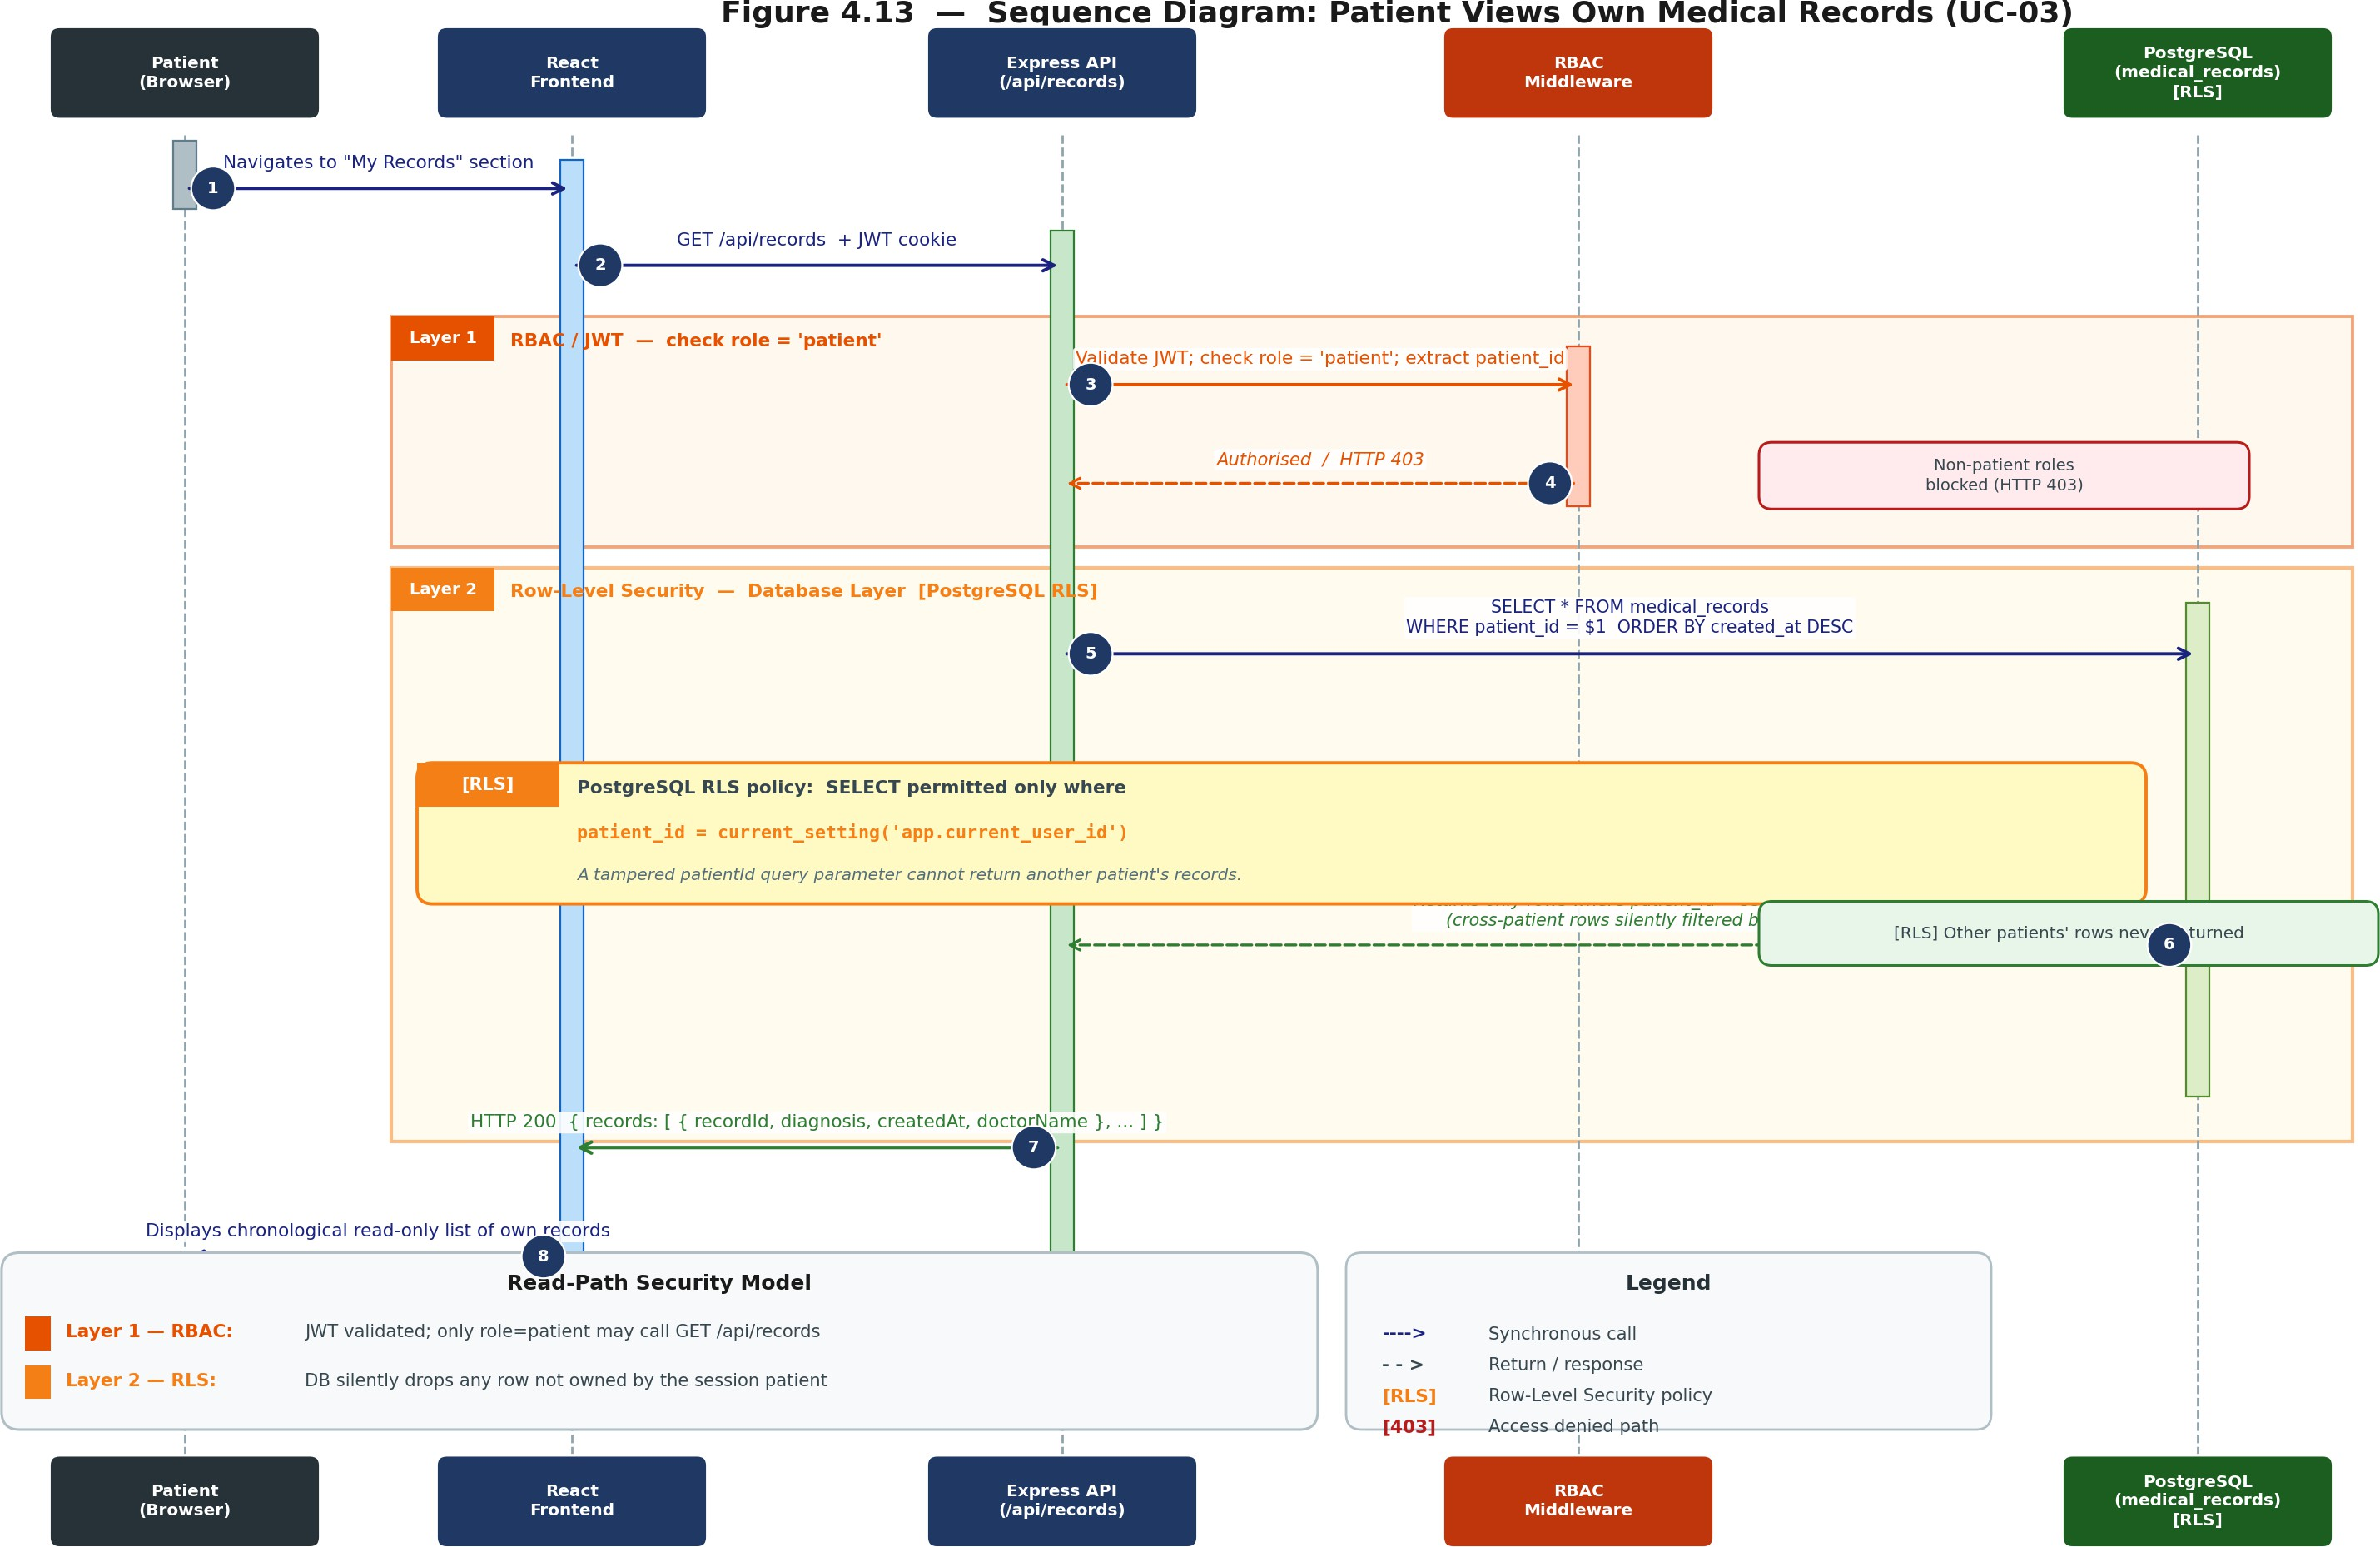 Figure 4.13 — Sequence Diagram: Patient Views Own Medical Records (UC-03)
Patient
(Browser)
React
Frontend
Express API
(/api/records)
RBAC
Middleware
PostgreSQL
(medical_records)
[RLS]
Navigates to "My Records" section
1
GET /api/records + JWT cookie
2
Layer 1
RBAC / JWT — check role = 'patient'
Validate JWT; check role = 'patient'; extract patient_id
3
Authorised / HTTP 403
4
Non-patient roles
blocked (HTTP 403)
Layer 2
Row-Level Security — Database Layer [PostgreSQL RLS]
SELECT * FROM medical_records
WHERE patient_id = $1 ORDER BY created_at DESC
5
[RLS]
PostgreSQL RLS policy: SELECT permitted only where
patient_id = current_setting('app.current_user_id')
A tampered patientId query parameter cannot return another patient's records.
(cross-patient rows silently filtered
[RLS] Other patients' rows
6
HTTP 200 { records: [ { recordId, diagnosis, createdAt, doctorName }, ... ] }
7
Displays chronological read-only list of own records
8
Read-Path Security Model
Layer 1 — RBAC: JWT validated; only role=patient may call GET /api/records
Layer 2 — RLS: DB silently drops any row not owned by the session patient
Legend
----> Synchronous call
- - > Return / response
[RLS] Row-Level Security policy
[403] Access denied path
Patient
(Browser)
React
Frontend
Express API
(/api/records)
RBAC
Middleware
PostgreSQL
(medical_records)
[RLS]